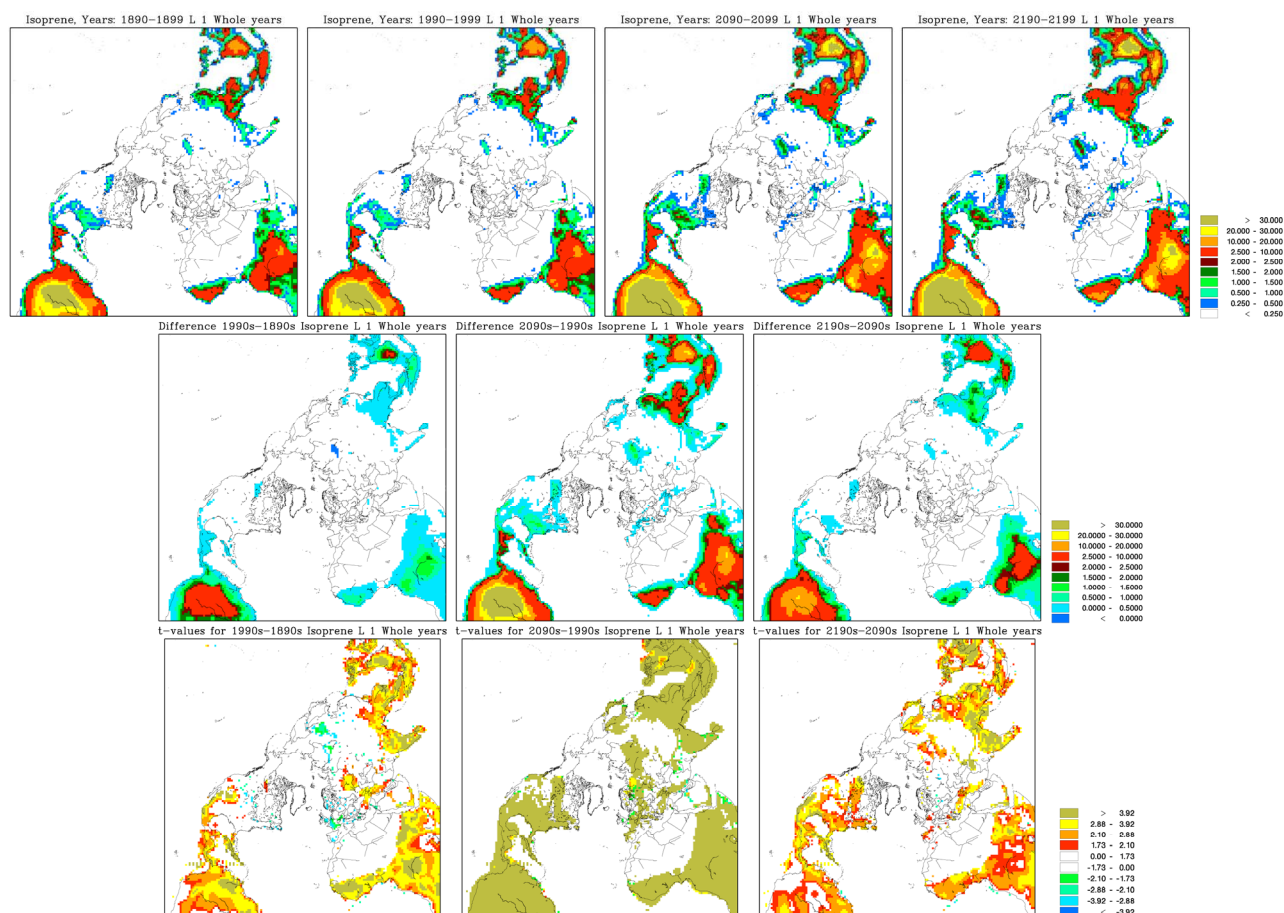 Isoprene, Years: 1890-1899 L 1 Whole years
Isoprene, Years: 1990-1999 L 1 Whole years
Isoprene, Years: 2090-2099 L 1 Whole years
Isoprene, Years: 2190-2199 L 1 Whole years
> 30.000
20.000 - 30.000
10.000 - 20.000
2.500 - 10.000
2.000 - 2.500
1.500 - 2.000
1.000 - 1.500
0.500 - 1.000
0.250 - 0.500
< 0.250
Difference 1990s-1890s Isoprene L 1 Whole years
Difference 2090s-1990s Isoprene L 1 Whole years
Difference 2190s-2090s Isoprene L 1 Whole years
> 30.0000
20.0000 - 30.0000
10.0000 - 20.0000
2.5000 - 10.0000
2.0000 - 2.5000
1.5000 - 2.0000
1.0000 - 1.5000
0.5000 - 1.0000
0.0000 - 0.5000
< 0.0000
t-values for 1990s-1890s Isoprene L 1 Whole years
t-values for 2090s-1990s Isoprene L 1 Whole years
t-values for 2190s-2090s Isoprene L 1 Whole years
> 3.92
2.88 - 3.92
2.10 - 2.88
1.73 - 2.10
0.00 - 1.73
-1.73 - 0.00
-2.10 - -1.73
-2.88 - -2.10
-3.92 - -2.88
< -3.92